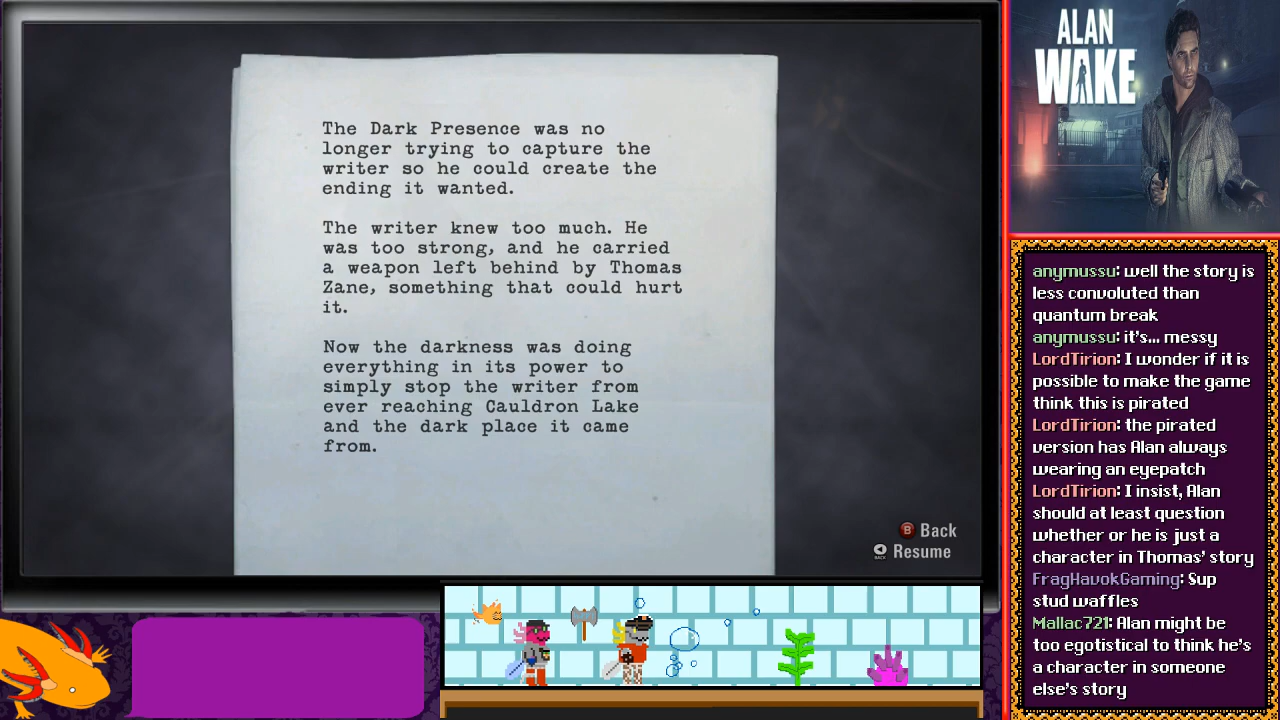 The Dark Presence was no
longer trying to capture the
writer so he could create the
ending it wanted.
The writer knew too much. He
was too strong, and he carried
a weapon left behind by Thomas
Zane, something that could hurt
it.
Now the darkness was doing
everything in its power to
simply stop the writer from
ever reaching Cauldron Lake
and the dark place it came
from.
B Back
BACK Resume
ALAN
WAKE
anymussu: well the story is
less convoluted than
quantum break
anymussu: it's... messy
LordTirion: I wonder if it is
possible to make the game
think this is pirated
LordTirion: the pirated
version has Alan always
wearing an eyepatch
LordTirion: I insist, Alan
should at least question
whether or he is just a
character in Thomas' story
FragHavokGaming: Sup
stud waffles
Mallac721: Alan might be
too egotistical to think he's
a character in someone
else's story